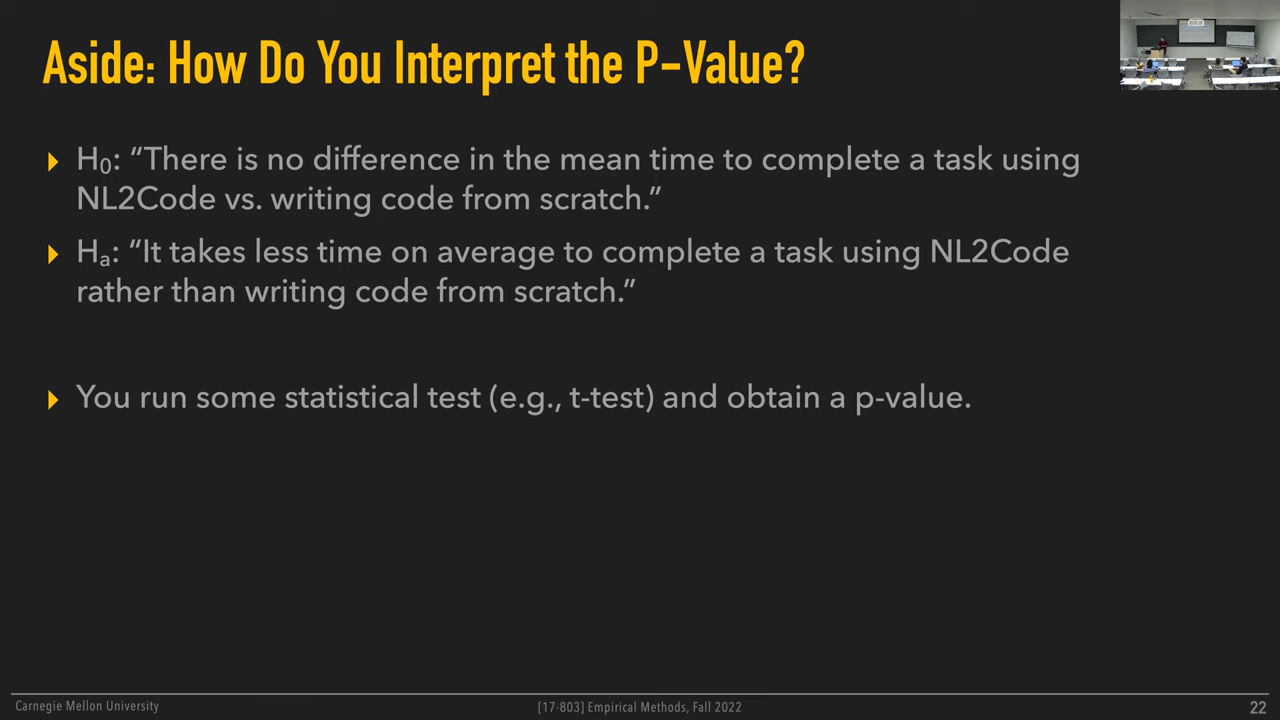 Aside: How Do You Interpret the P-Value?
H₀: “There is no difference in the mean time to complete a task using
NL2Code vs. writing code from scratch.”
Hₐ: “It takes less time on average to complete a task using NL2Code
rather than writing code from scratch.”
You run some statistical test (e.g., t-test) and obtain a p-value.
Carnegie Mellon University
[17-803] Empirical Methods, Fall 2022
22